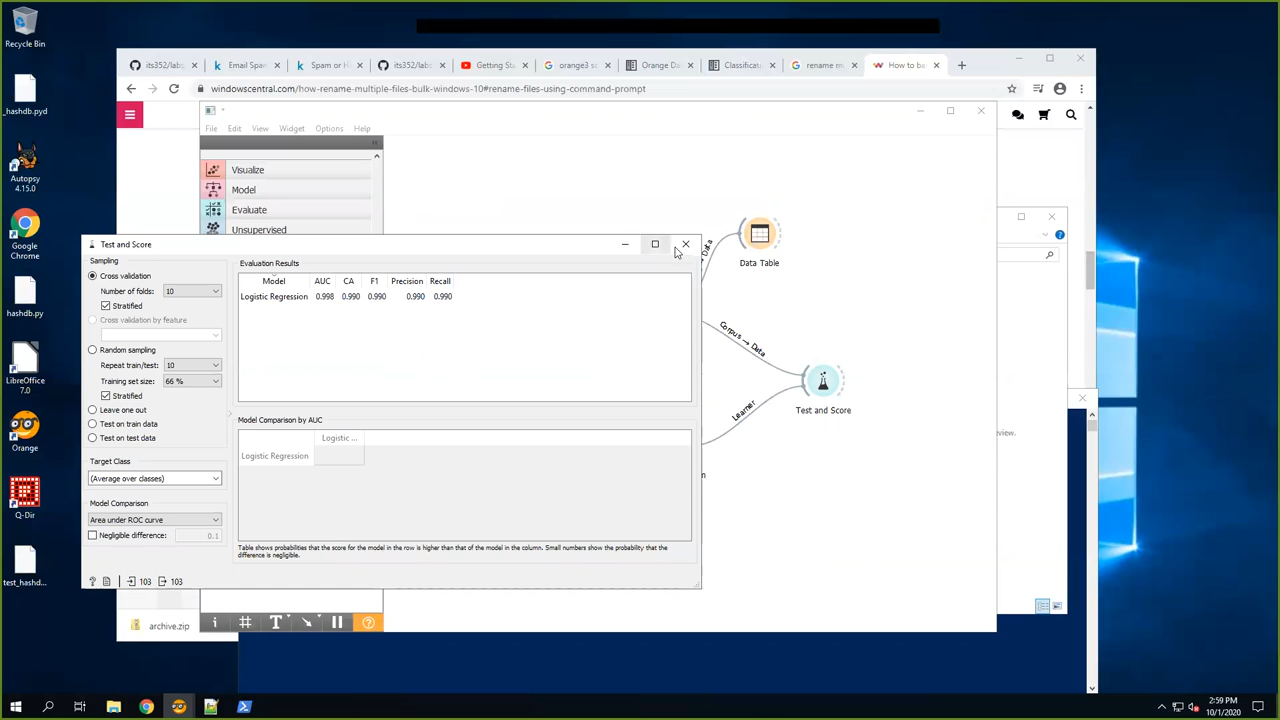 Recycle Bin
_hashdb.pyd
Autopsy
4.15.0
Google
Chrome
hashdb.py
LibreOffice
7.0
Orange
Q-Dir
test_hashd...
its352/labs
Email Spam
Spam or H
its352/labs
Getting Sta
orange3 sc
Orange Da
Classificat
rename mu
How to ba
windowscentral.com/how-rename-multiple-files-bulk-windows-10#rename-files-using-command-prompt
File Edit View Widget Options Help
Visualize
Model
Evaluate
Unsupervised
Data
Data Table
Corpus → Data
Learner
Test and Score
m
review.
Test and Score
Sampling
Cross validation
Number of folds: 10
Stratified
Cross validation by feature
Random sampling
Repeat train/test: 10
Training set size: 66 %
Stratified
Leave one out
Test on train data
Test on test data
Target Class
(Average over classes)
Model Comparison
Area under ROC curve
Negligible difference: 0.1
103 103
Evaluation Results
Model AUC CA F1 Precision Recall
Logistic Regression 0.998 0.990 0.990 0.990 0.990
Model Comparison by AUC
Logistic ...
Logistic Regression
Table shows probabilities that the score for the model in the row is higher than that of the model in the column. Small numbers show the probability that the
difference is negligible.
archive.zip
2:59 PM
10/1/2020